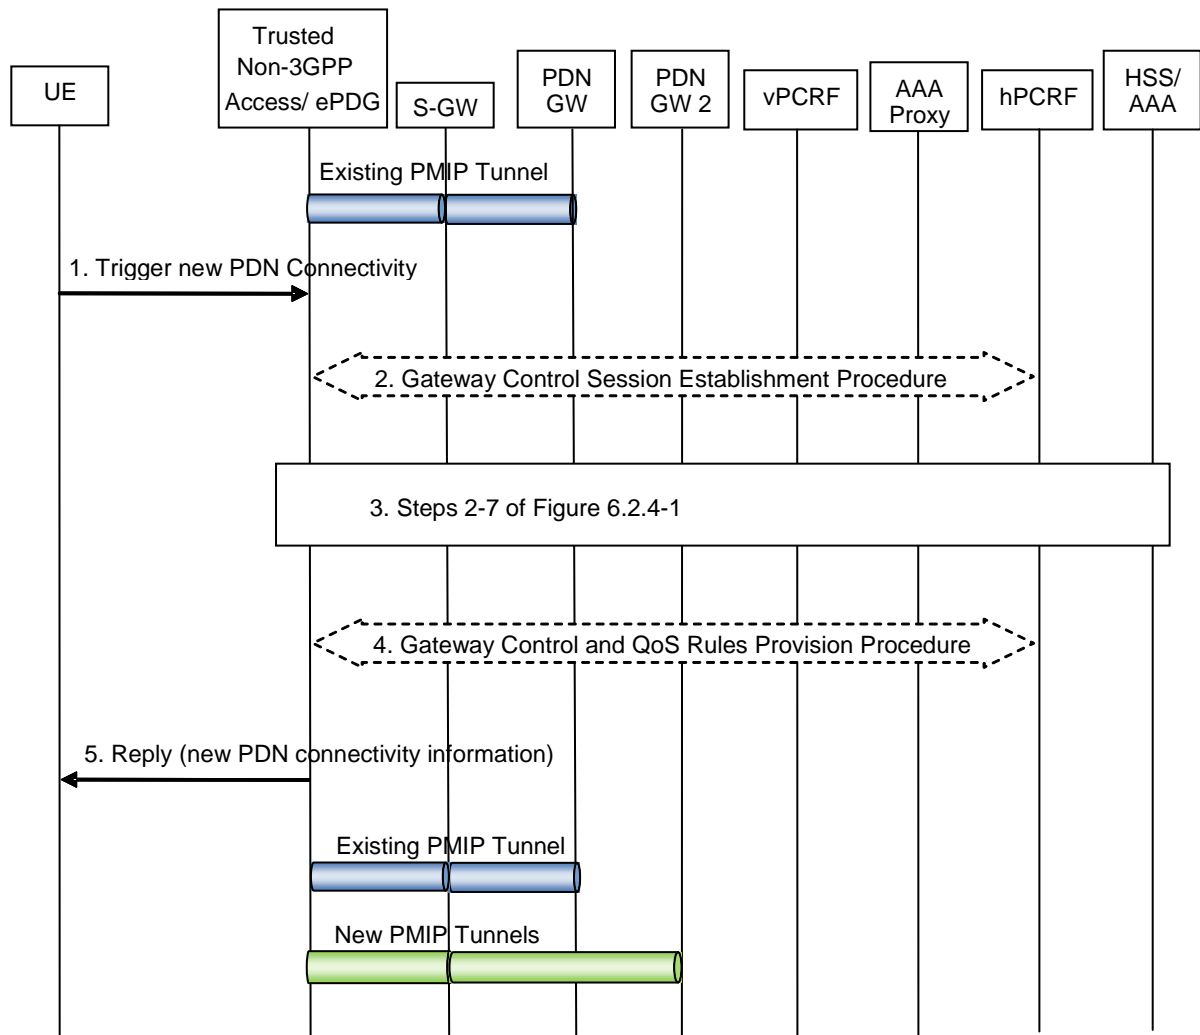 UE
Trusted
Non-3GPP
Access/ ePDG
S-GW
PDN
GW
PDN
GW 2
vPCRF
AAA
Proxy
hPCRF
HSS/
AAA
Existing PMIP Tunnel
1. Trigger new PDN Connectivity
2. Gateway Control Session Establishment Procedure
3. Steps 2-7 of Figure 6.2.4-1
4. Gateway Control and QoS Rules Provision Procedure
5. Reply (new PDN connectivity information)
Existing PMIP Tunnel
New PMIP Tunnels